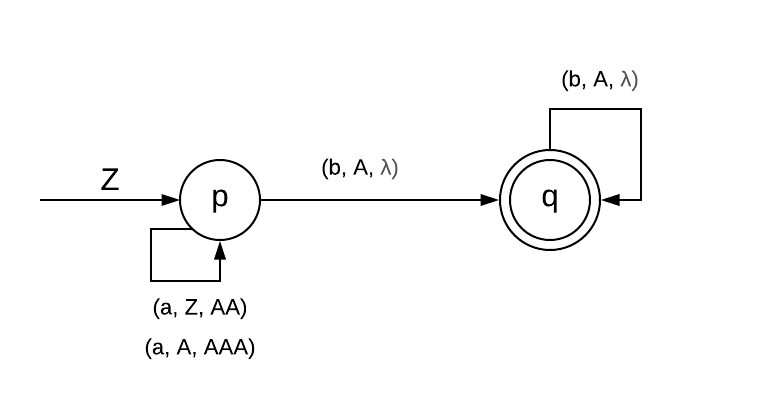 (b, A, λ)
Z
(b, A, λ)
p
q
(a, Z, AA)
(a, A, AAA)